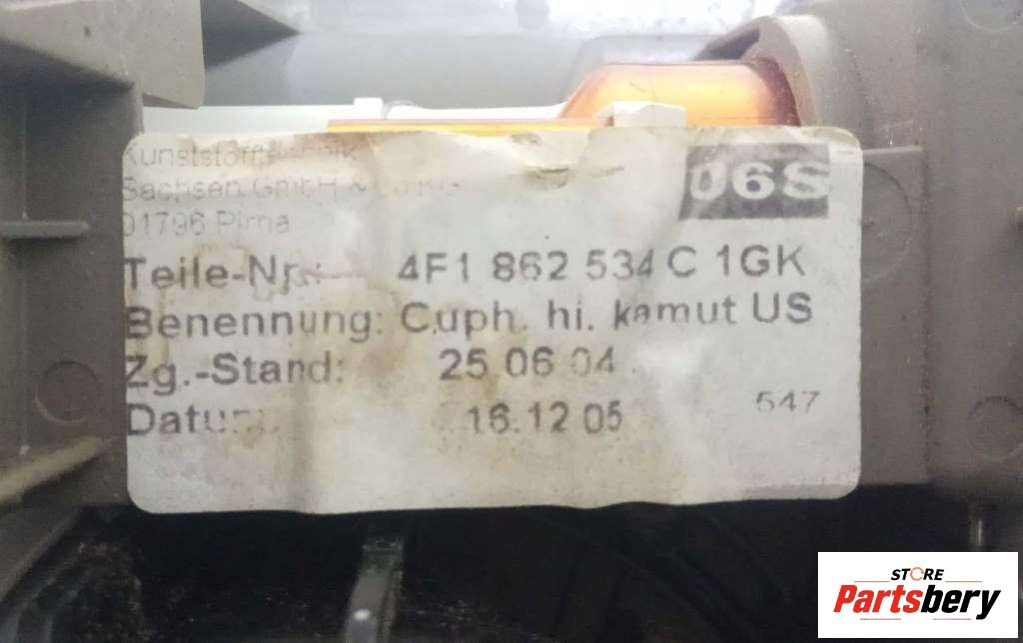 Sachsen GmbH &
01796 Pirna
06S
Teile-Nr.: 4F1 862 534 C 1GK
Benennung: Cuph. hi. kamut US
Zg.-Stand: 25 06 04
Datum: 16.12 05
547
STORE
Partsbery